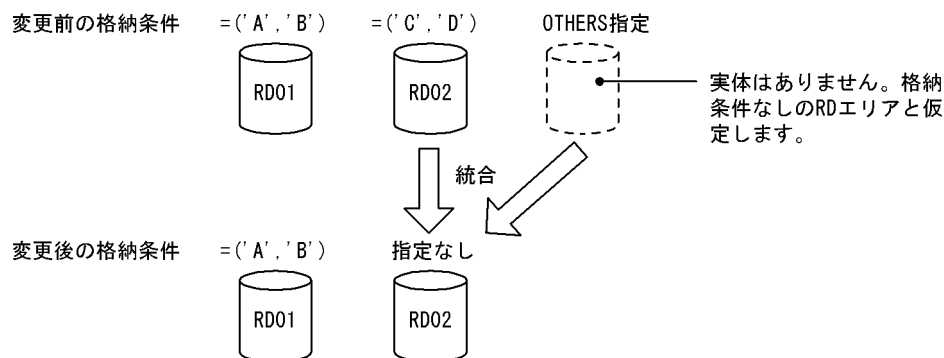 変更前の格納条件 =('A','B') =('C','D') OTHERS指定
RD01 RD02
実体はありません。格納
条件なしのRDエリアと仮
定します。
統合
変更後の格納条件 =('A','B') 指定なし
RD01 RD02